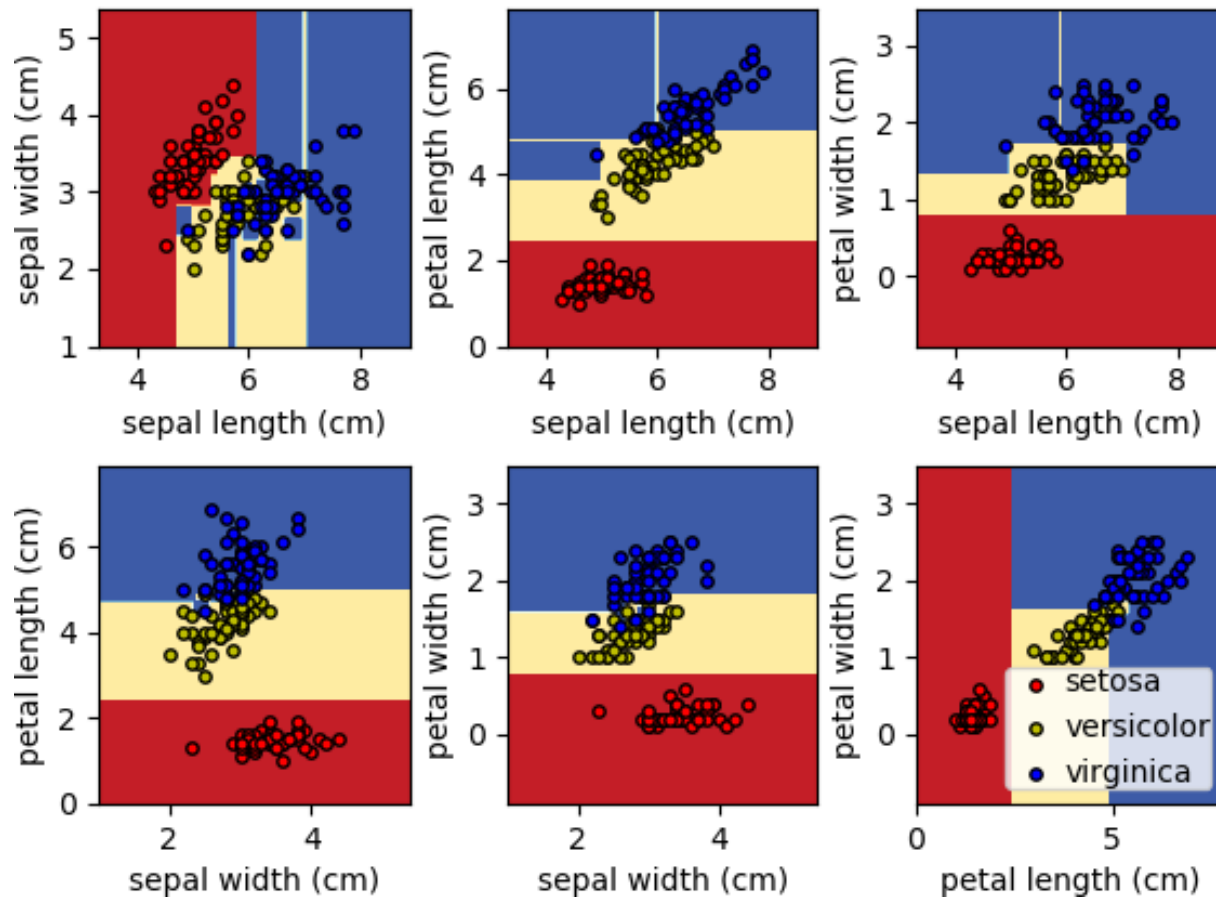 sepal width (cm)
5
4
3
2
1
4
6
8
sepal length (cm)
petal length (cm)
6
4
2
0
4
6
8
sepal length (cm)
petal width (cm)
3
2
1
0
4
6
8
sepal length (cm)
petal length (cm)
6
4
2
0
2
4
sepal width (cm)
petal width (cm)
3
2
1
0
2
4
sepal width (cm)
petal width (cm)
3
2
1
0
0
5
petal length (cm)
setosa
versicolor
virginica